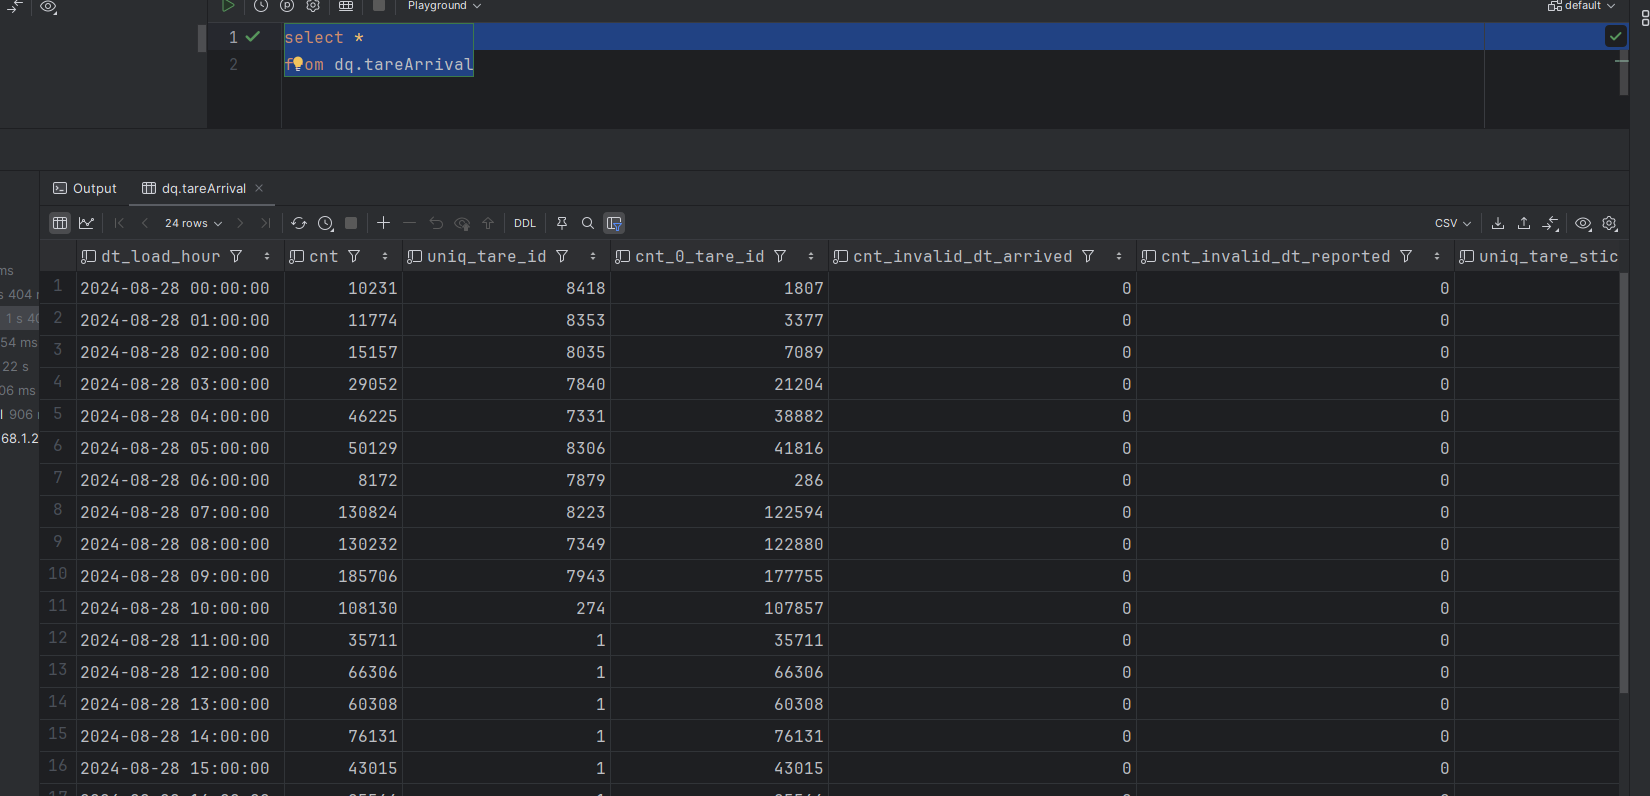 Playground
default
1 select *
2 from dq.tareArrival
Output dq.tareArrival
24 rows DDL CSV
dt_load_hour cnt uniq_tare_id cnt_0_tare_id cnt_invalid_dt_arrived cnt_invalid_dt_reported uniq_tare_stic
1 2024-08-28 00:00:00 10231 8418 1807 0 0
2 2024-08-28 01:00:00 11774 8353 3377 0 0
3 2024-08-28 02:00:00 15157 8035 7089 0 0
4 2024-08-28 03:00:00 29052 7840 21204 0 0
5 2024-08-28 04:00:00 46225 7331 38882 0 0
6 2024-08-28 05:00:00 50129 8306 41816 0 0
7 2024-08-28 06:00:00 8172 7879 286 0 0
8 2024-08-28 07:00:00 130824 8223 122594 0 0
9 2024-08-28 08:00:00 130232 7349 122880 0 0
10 2024-08-28 09:00:00 185706 7943 177755 0 0
11 2024-08-28 10:00:00 108130 274 107857 0 0
12 2024-08-28 11:00:00 35711 1 35711 0 0
13 2024-08-28 12:00:00 66306 1 66306 0 0
14 2024-08-28 13:00:00 60308 1 60308 0 0
15 2024-08-28 14:00:00 76131 1 76131 0 0
16 2024-08-28 15:00:00 43015 1 43015 0 0
ms
s 404
1 s 40
54 ms
22 s
06 ms
906
68.1.2